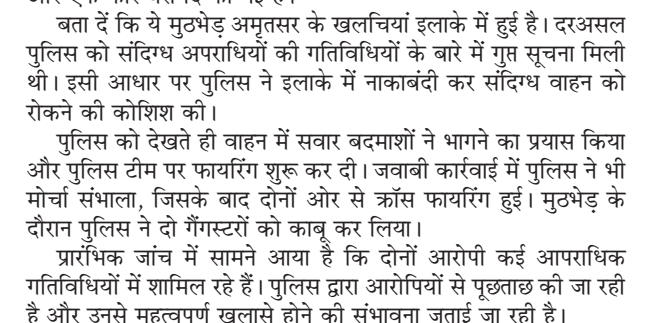 बता दें कि ये मुठभेड़ अमृतसर के खलचियां इलाके में हुई है। दरअसल
पुलिस को संदिग्ध अपराधियों की गतिविधियों के बारे में गुप्त सूचना मिली
थी। इसी आधार पर पुलिस ने इलाके में नाकाबंदी कर संदिग्ध वाहन को
रोकने की कोशिश की।
पुलिस को देखते ही वाहन में सवार बदमाशों ने भागने का प्रयास किया
और पुलिस टीम पर फायरिंग शुरू कर दी। जवाबी कार्रवाई में पुलिस ने भी
मोर्चा संभाला, जिसके बाद दोनों ओर से क्रॉस फायरिंग हुई। मुठभेड़ के
दौरान पुलिस ने दो गैंगस्टरों को काबू कर लिया।
प्रारंभिक जांच में सामने आया है कि दोनों आरोपी कई आपराधिक
गतिविधियों में शामिल रहे हैं। पुलिस द्वारा आरोपियों से पूछताछ की जा रही
है और उनसे महत्वपूर्ण खुलासे होने की संभावना जताई जा रही है।